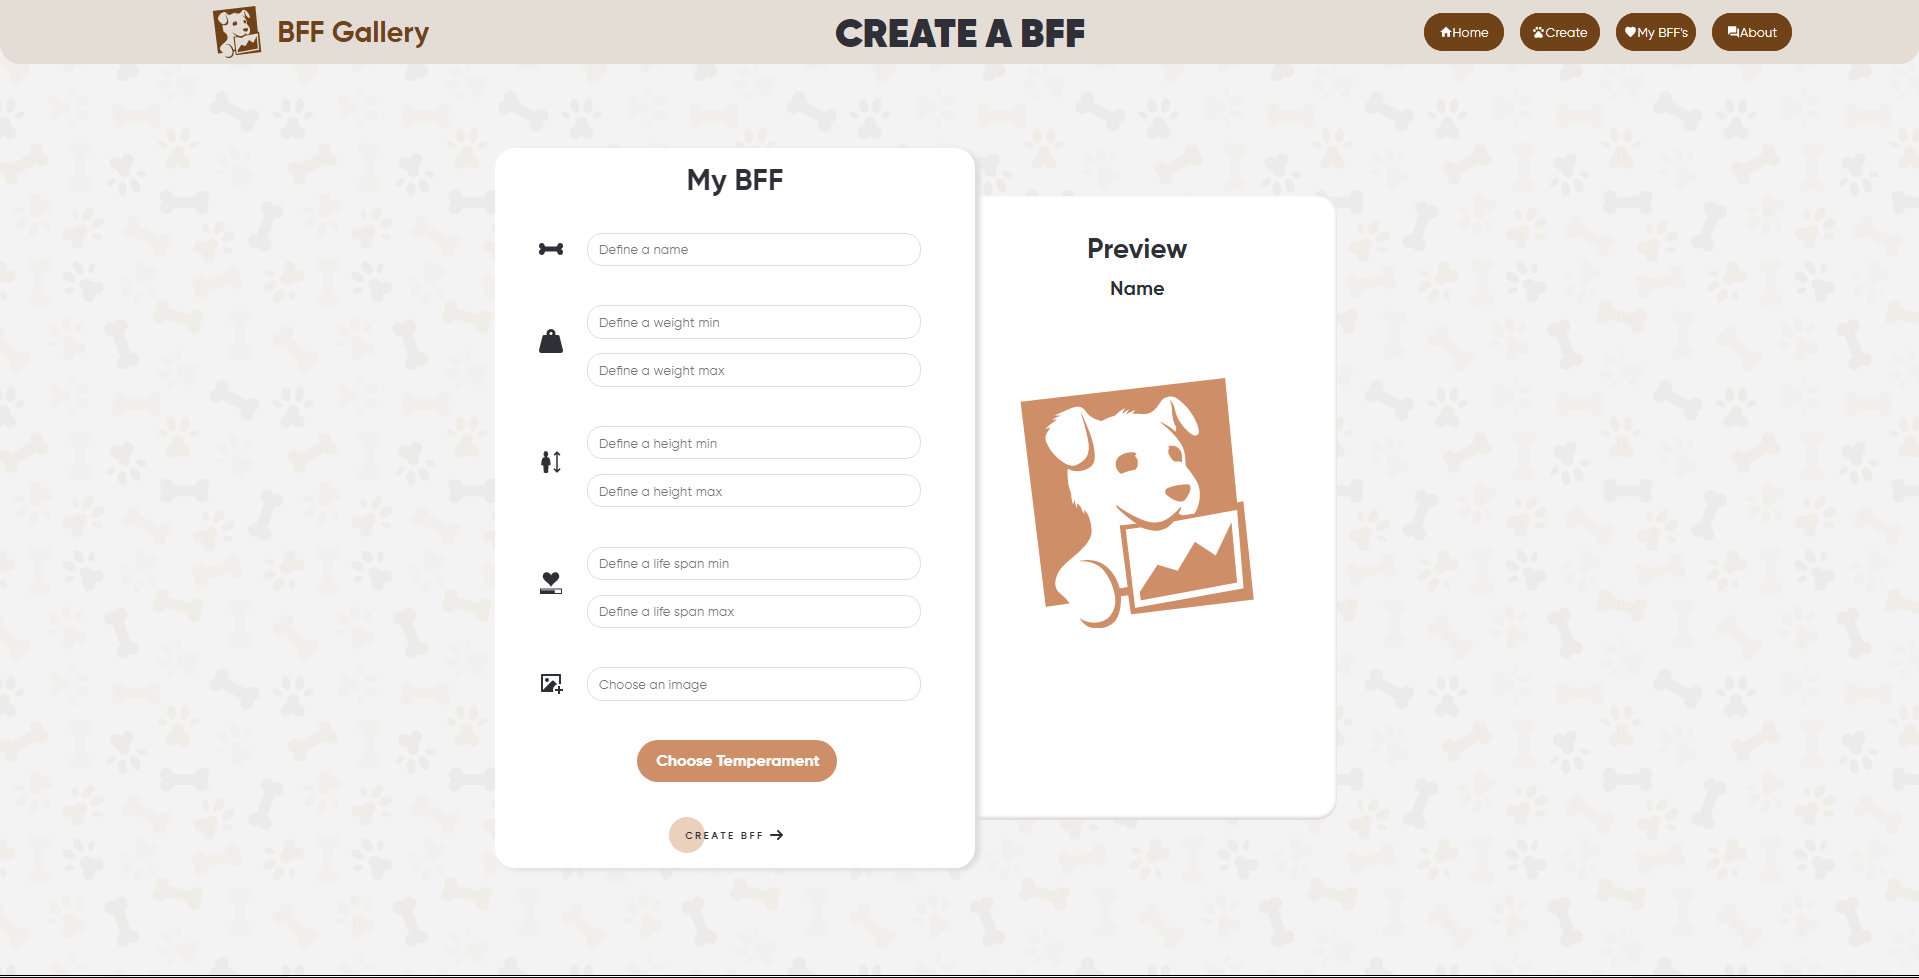 BFF Gallery
CREATE A BFF
Home
Create
My BFF's
About
My BFF
Define a name
Define a weight min
Define a weight max
Define a height min
Define a height max
Define a life span min
Define a life span max
Choose an image
Choose Temperament
CREATE BFF
Preview
Name